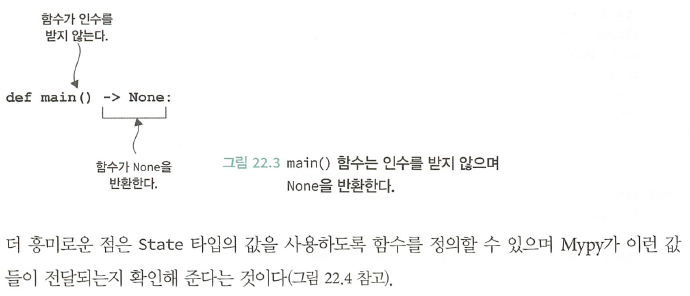 함수가 인수를
받지 않는다.
def main() -> None:
함수가 None을
반환한다.
그림 22.3 main() 함수는 인수를 받지 않으며
None을 반환한다.
더 흥미로운 점은 State 타입의 값을 사용하도록 함수를 정의할 수 있으며 Mypy가 이런 값
들이 전달되는지 확인해 준다는 것이다(그림 22.4 참고).